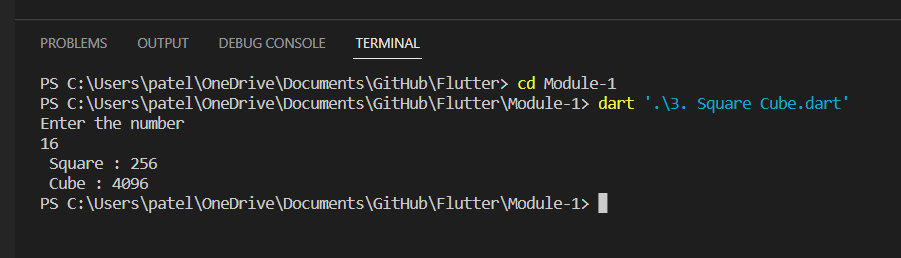 PROBLEMS OUTPUT DEBUG CONSOLE TERMINAL
PS C:\Users\patel\OneDrive\Documents\GitHub\Flutter> cd Module-1
PS C:\Users\patel\OneDrive\Documents\GitHub\Flutter\Module-1> dart '.\3. Square Cube.dart'
Enter the number
16
 Square : 256
 Cube : 4096
PS C:\Users\patel\OneDrive\Documents\GitHub\Flutter\Module-1>